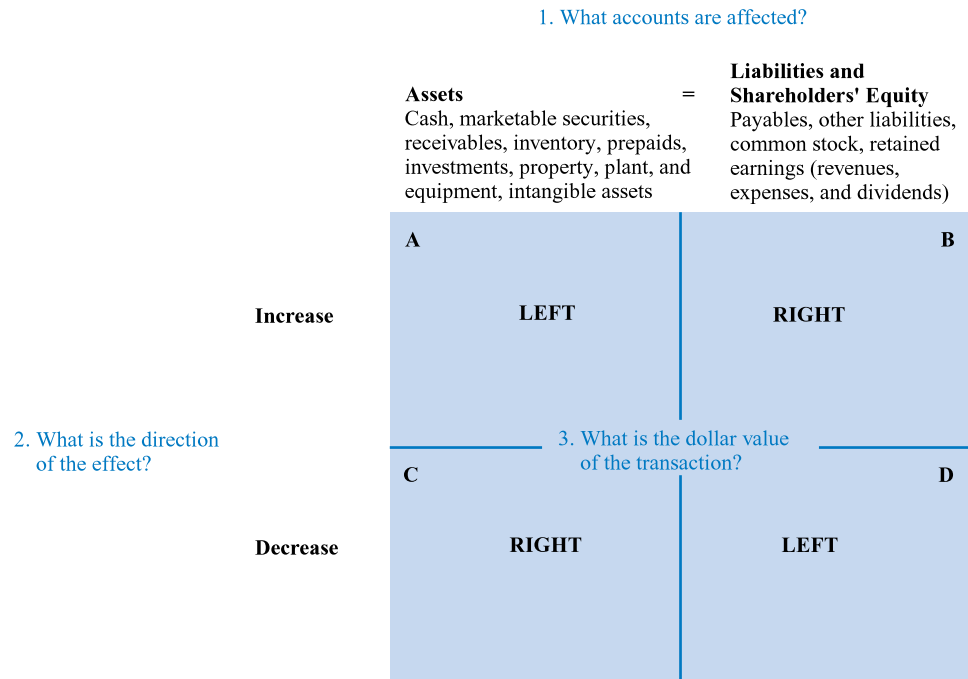 1. What accounts are affected?
Assets
=
Liabilities and
Shareholders' Equity
Cash, marketable securities,
receivables, inventory, prepaids,
investments, property, plant, and
equipment, intangible assets
Payables, other liabilities,
common stock, retained
earnings (revenues,
expenses, and dividends)
A
B
Increase
LEFT
RIGHT
2. What is the direction
of the effect?
3. What is the dollar value
of the transaction?
C
D
Decrease
RIGHT
LEFT